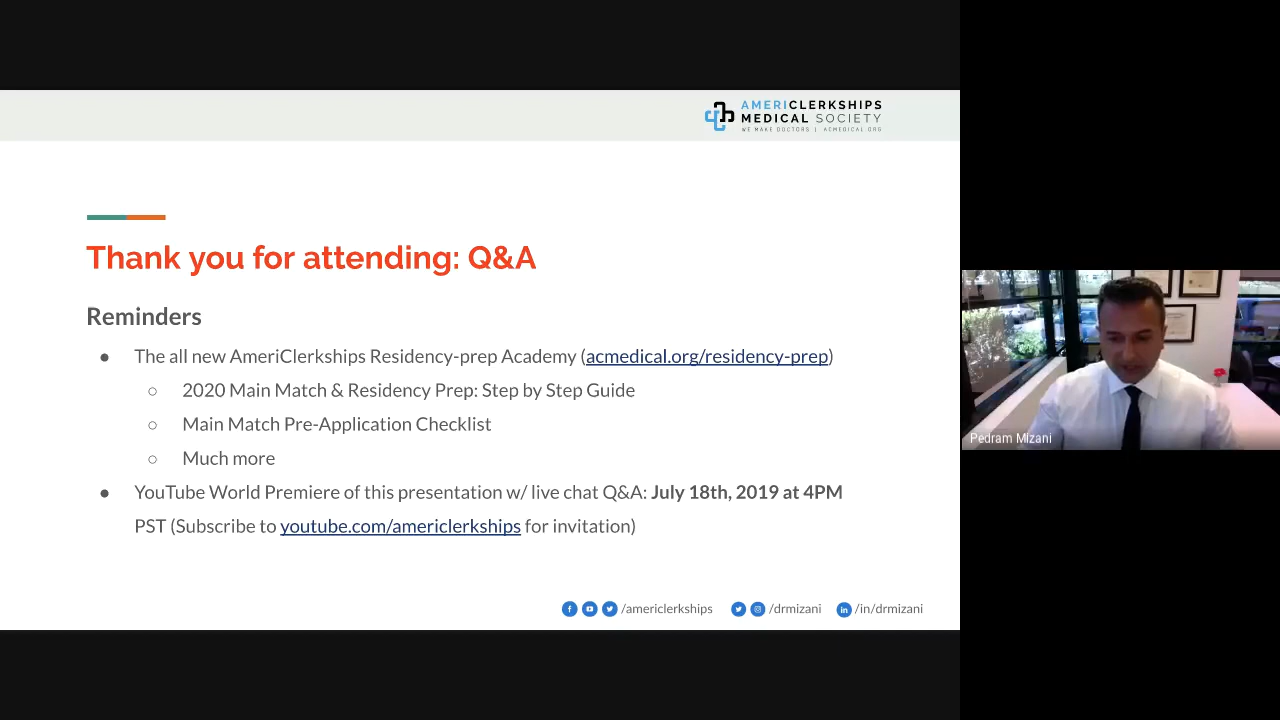 AMERICLERKSHIPS
MEDICAL SOCIETY
WE MAKE DOCTORS | ACMEDICAL.ORG
Thank you for attending: Q&A
Reminders
● The all new AmeriClerkships Residency-prep Academy (acmedical.org/residency-prep)
○ 2020 Main Match & Residency Prep: Step by Step Guide
○ Main Match Pre-Application Checklist
○ Much more
● YouTube World Premiere of this presentation w/ live chat Q&A: July 18th, 2019 at 4PM
PST (Subscribe to youtube.com/americlerkships for invitation)
/americlerkships /drmizani /in/drmizani
Pedram Mizani